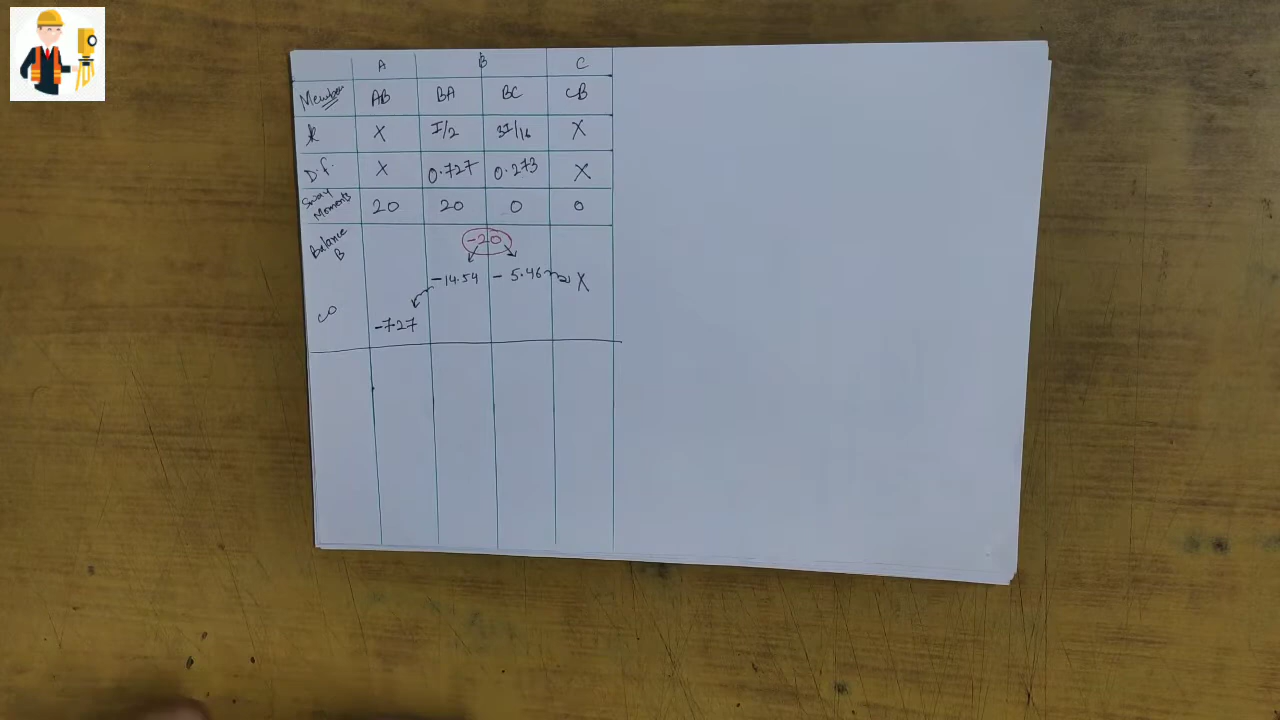 A B C
Member AB BA BC CB
k X I/2 3I/16 X
D.f. X 0.727 0.273 X
Sway Moments 20 20 0 0
Balance B -20
-14.54 -5.46 X
CO -7.27